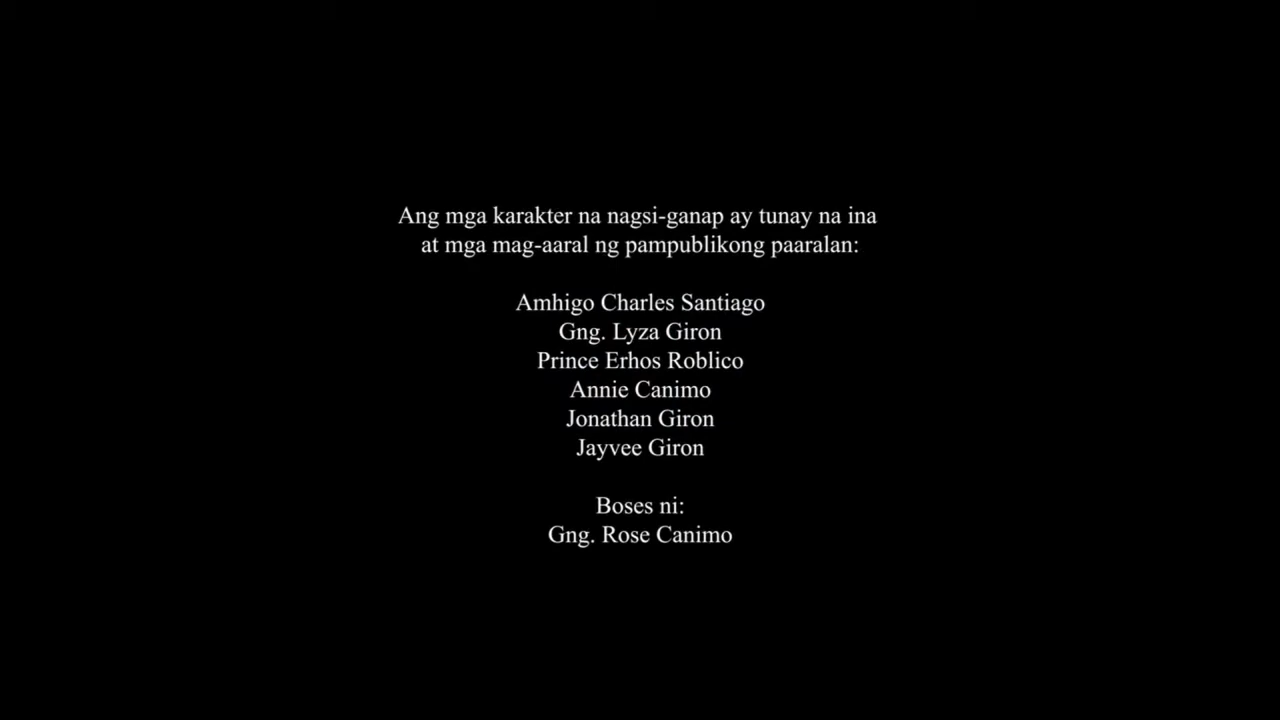 Ang mga karakter na nagsi-ganap ay tunay na ina
at mga mag-aaral ng pampublikong paaralan:
Amhigo Charles Santiago
Gng. Lyza Giron
Prince Erhos Roblico
Annie Canimo
Jonathan Giron
Jayvee Giron
Boses ni:
Gng. Rose Canimo